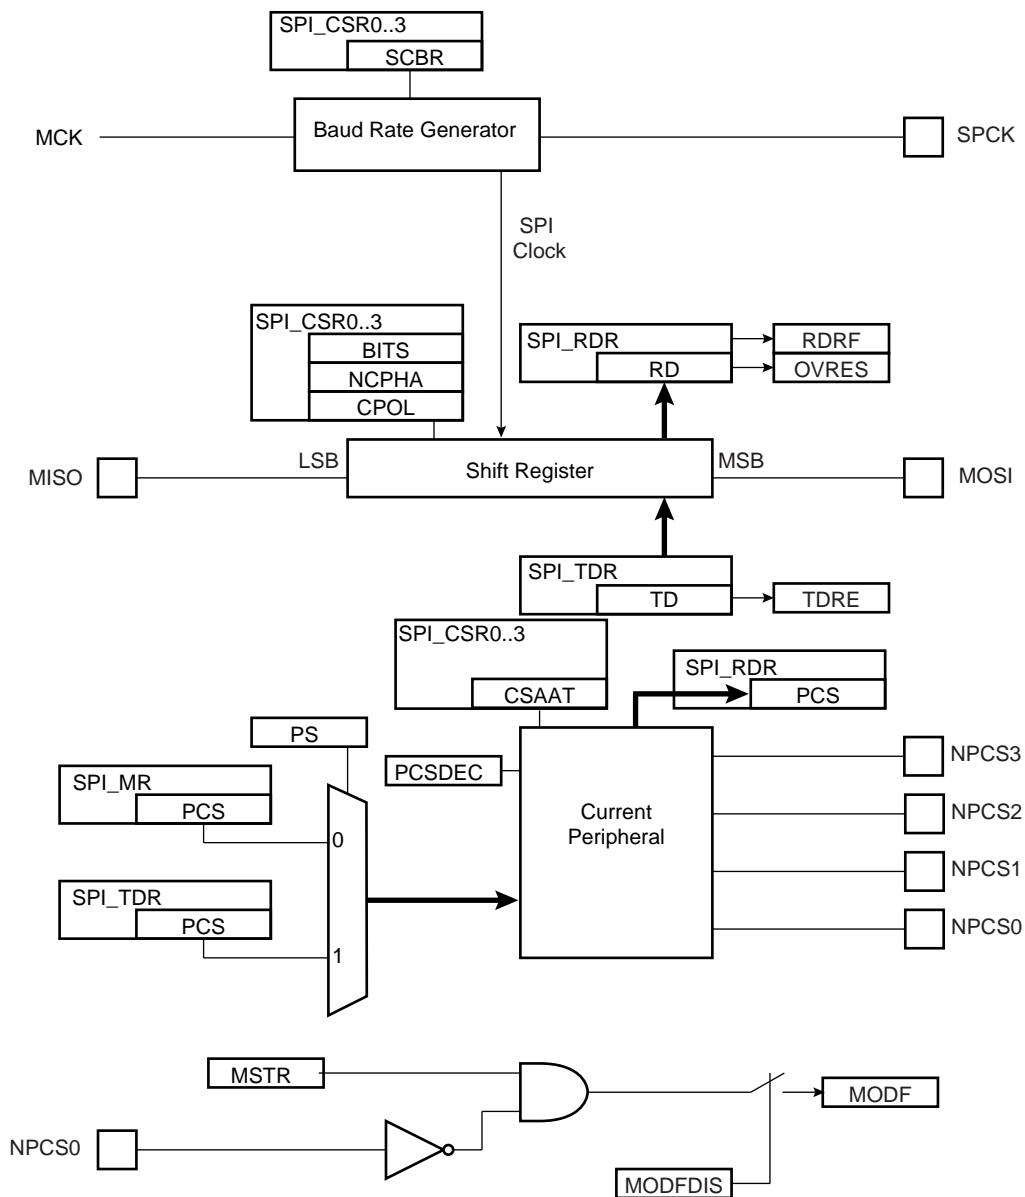 SPI_CSR0..3
SCBR
MCK
Baud Rate Generator
SPCK
SPI
Clock
SPI_CSR0..3
BITS
NCPHA
CPOL
SPI_RDR
RD
RDRF
OVRES
MISO
LSB
Shift Register
MSB
MOSI
SPI_TDR
TD
TDRE
SPI_CSR0..3
CSAAT
SPI_RDR
PCS
PS
PCSDEC
Current
Peripheral
NPCS3
NPCS2
NPCS1
NPCS0
SPI_MR
PCS
0
SPI_TDR
PCS
1
MSTR
MODF
NPCS0
MODFDIS